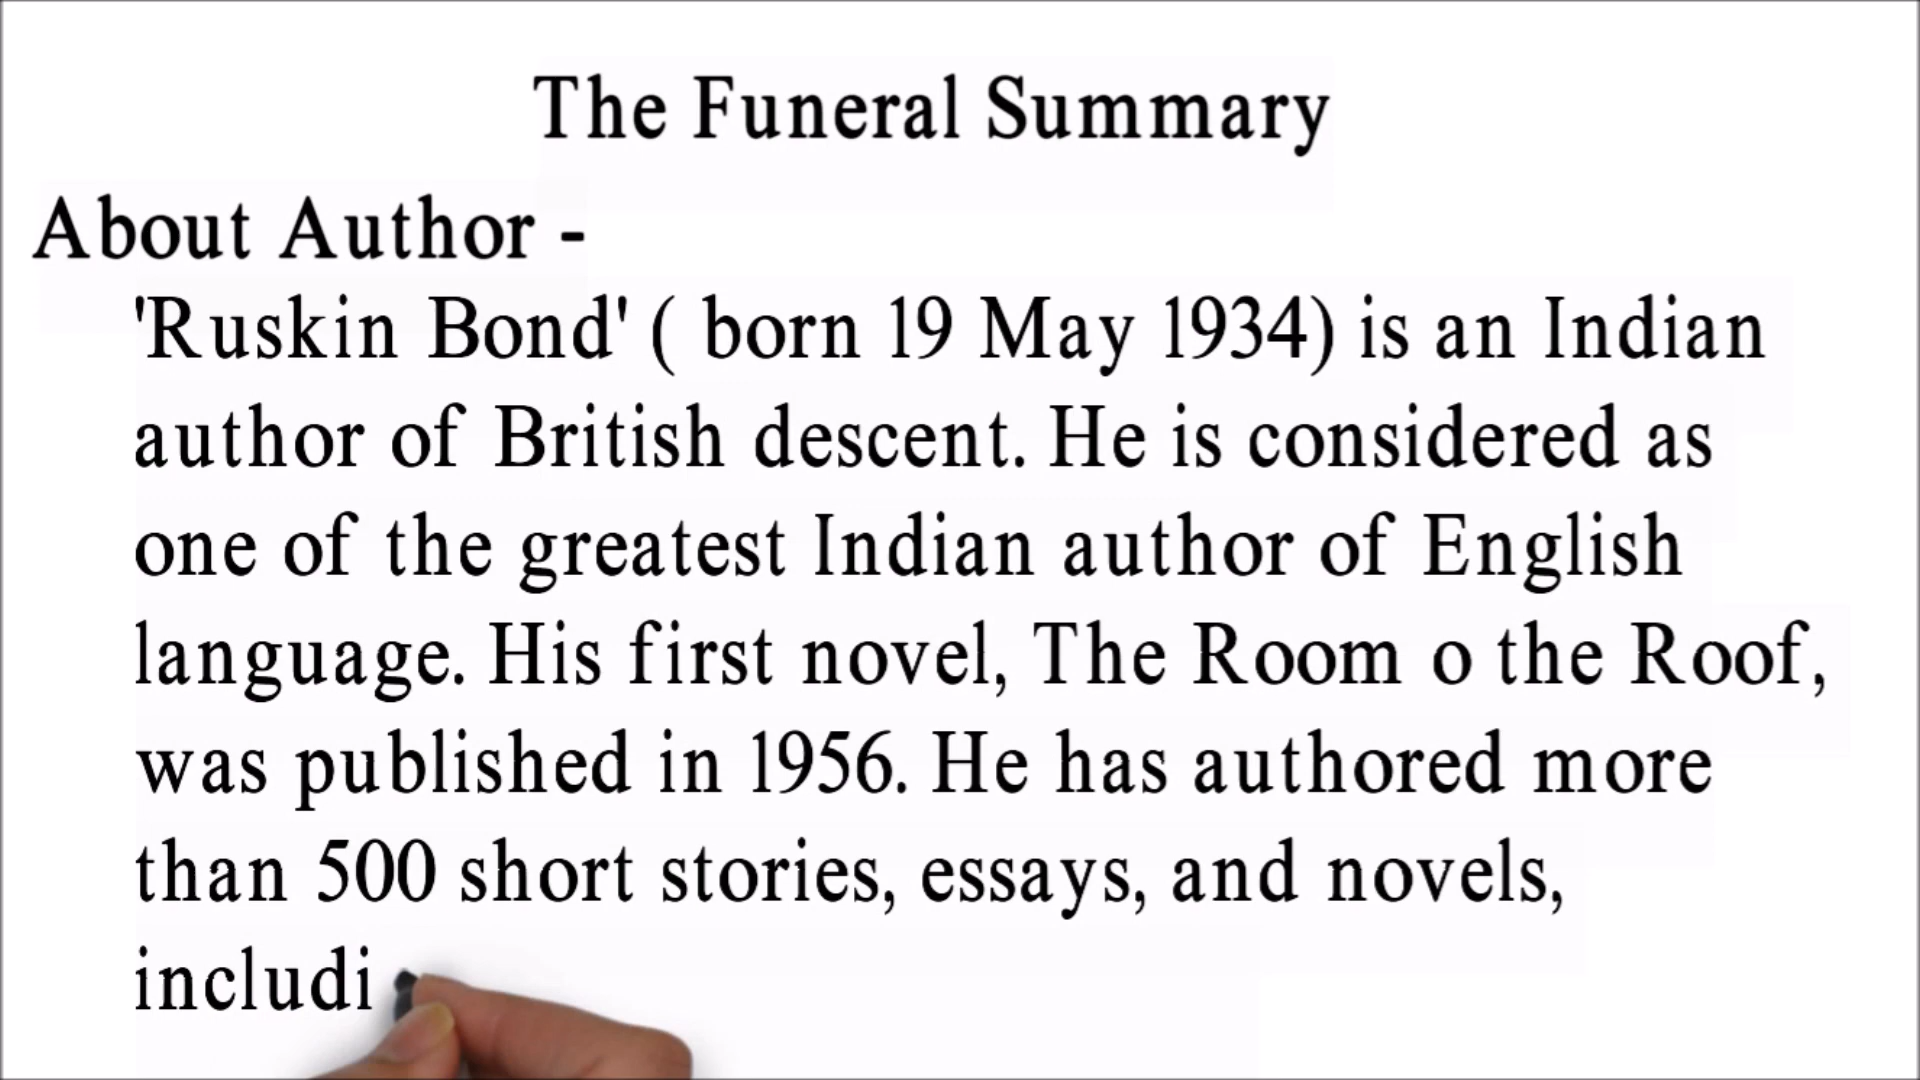 The Funeral Summary
About Author -
'Ruskin Bond' ( born 19 May 1934) is an Indian
author of British descent. He is considered as
one of the greatest Indian author of English
language. His first novel, The Room o the Roof,
was published in 1956. He has authored more
than 500 short stories, essays, and novels,
includi